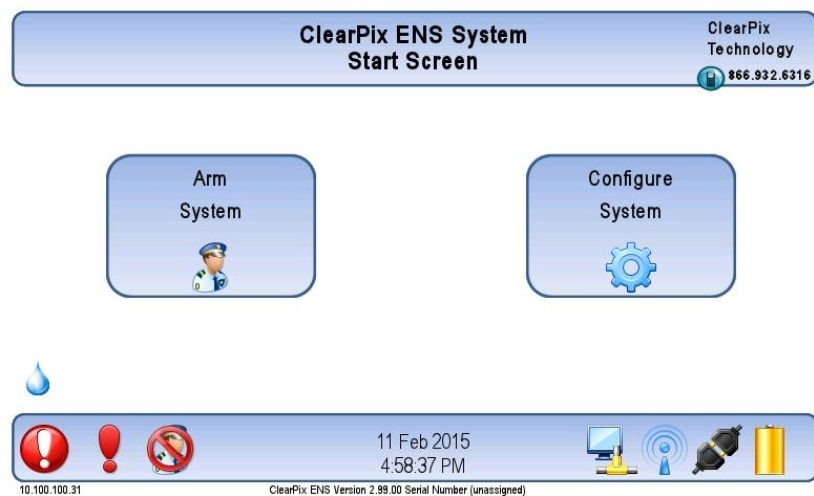 ClearPix ENS System
Start Screen
ClearPix
Technology
866.932.6316
Arm
System
Configure
System
11 Feb 2015
4:58:37 PM
10.100.100.31
ClearPix ENS Version 2.99.00 Serial Number (unassigned)